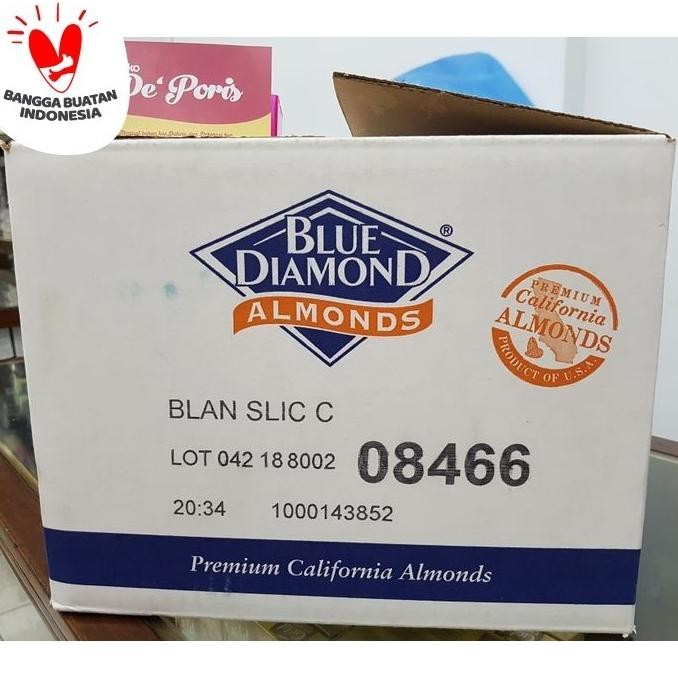 BANGGA BUATAN
INDONESIA
De' Poris
BLUE
DIAMOND
®
ALMONDS
PREMIUM
California
ALMONDS
PRODUCT OF U.S.A.
BLAN SLIC C
LOT 042 18 8002 08466
20:34 1000143852
Premium California Almonds